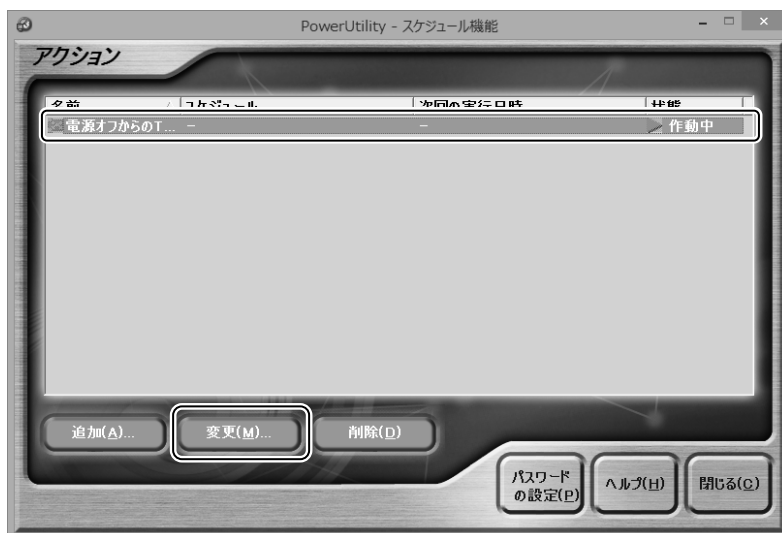 PowerUtility - スケジュール機能
アクション
名前 スケジュール 次回の実行日時 状態
電源オフからのT... - - 作動中
追加(A)... 変更(M)... 削除(D)
パスワード
の設定(P)
ヘルプ(H)
閉じる(C)